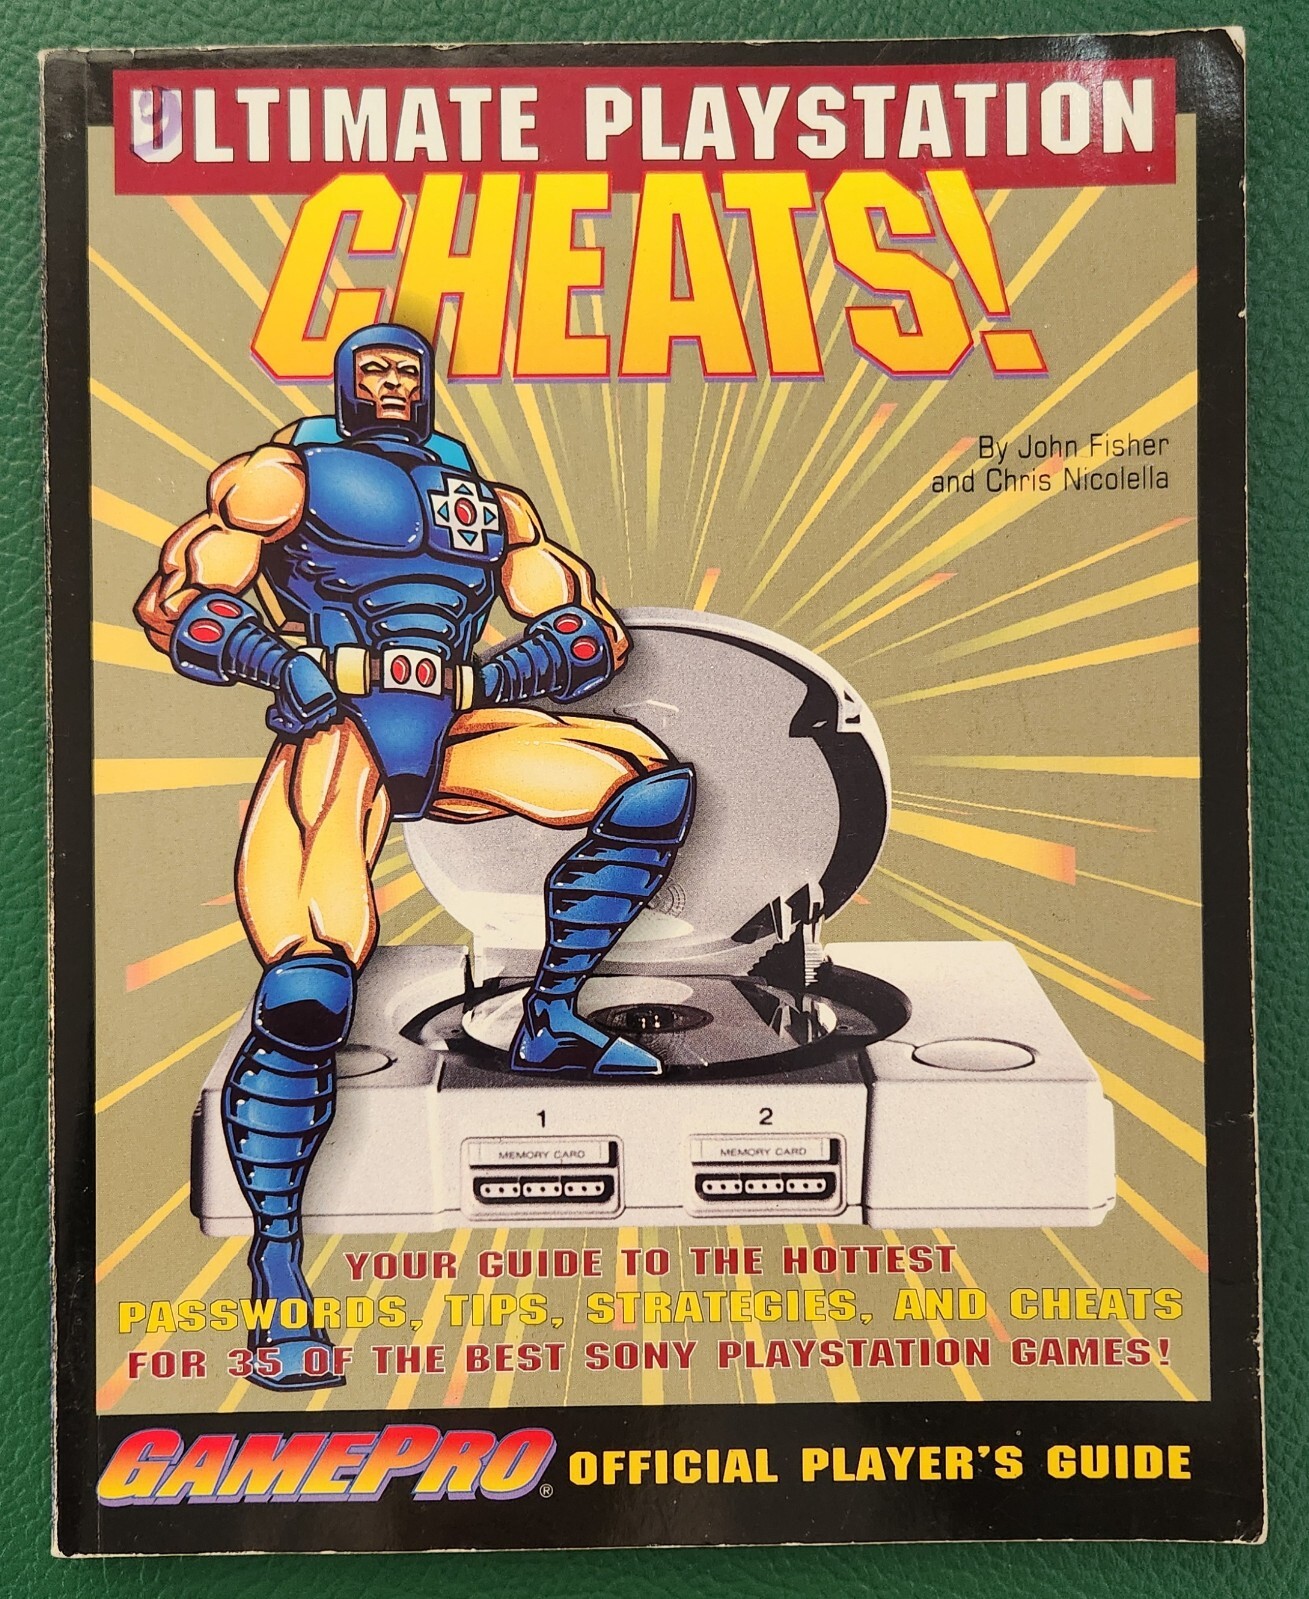 ULTIMATE PLAYSTATION
CHEATS!
By John Fisher
and Chris Nicolella
1
2
MEMORY CARD
MEMORY CARD
YOUR GUIDE TO THE HOTTEST
PASSWORDS, TIPS, STRATEGIES, AND CHEATS
FOR 35 OF THE BEST SONY PLAYSTATION GAMES!
GAMEPRO® OFFICIAL PLAYER'S GUIDE